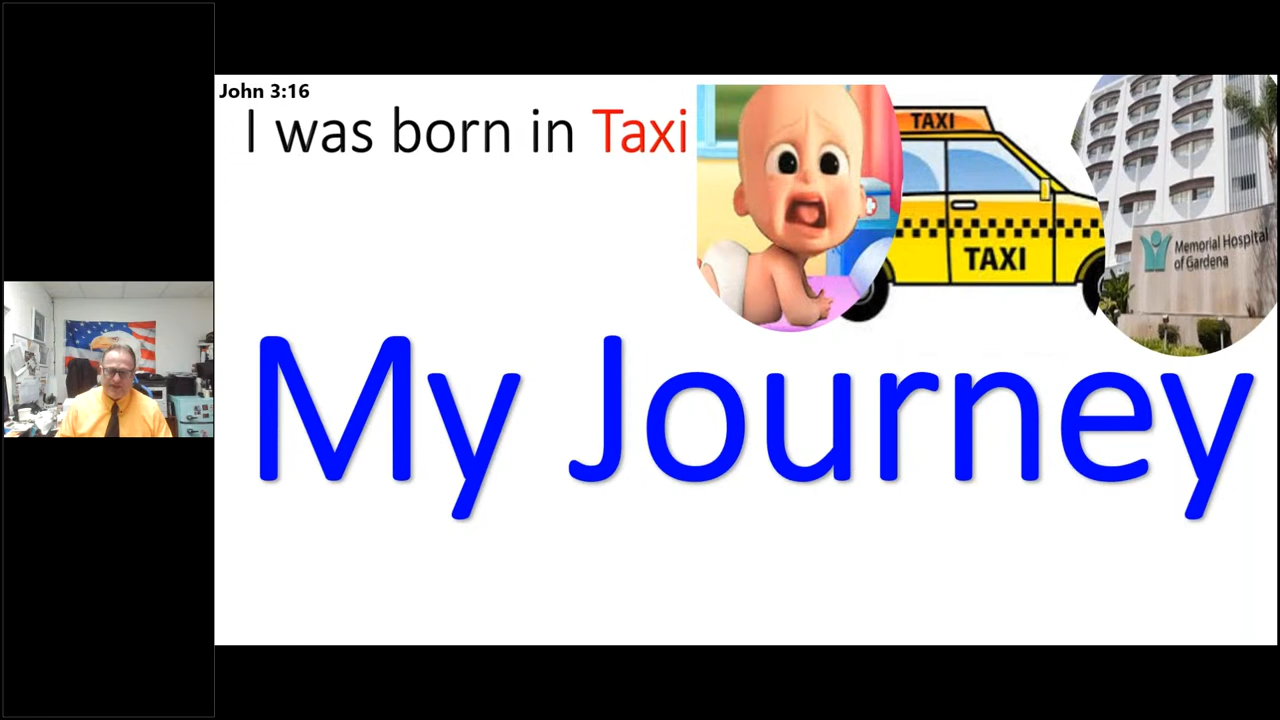 John 3:16
I was born in Taxi
TAXI
TAXI
Memorial Hospital
of Gardena
My Journey